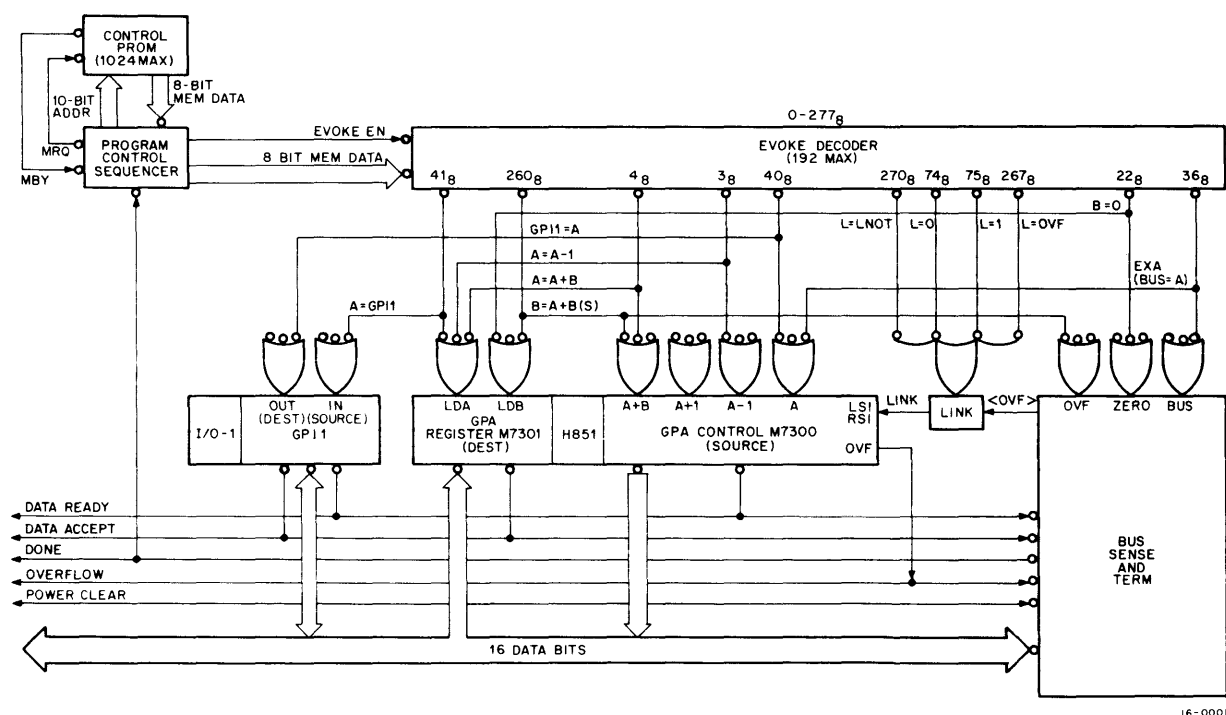 CONTROL
PROM
(1024MAX)
10-BIT
ADDR
8-BIT
MEM DATA
MRQ
MBY
PROGRAM
CONTROL
SEQUENCER
EVOKE EN
8 BIT MEM DATA
0-277₈
EVOKE DECODER
(192 MAX)
41₈ 260₈ 4₈ 3₈ 40₈ 270₈ 74₈ 75₈ 267₈ 22₈ 36₈
B=0
L=LNOT L=0 L=1 L=OVF
GPI1=A
A=A-1
A=A+B
EXA
(BUS=A)
A=GPI1
B=A+B(S)
I/O-1
OUT IN
(DEST)(SOURCE)
GPI1
LDA LDB
GPA
REGISTER M7301
(DEST)
H851
A+B A+1 A-1 A
GPA CONTROL M7300
(SOURCE)
LSI
RSI
OVF
LINK
LINK
<OVF>
OVF ZERO BUS
BUS
SENSE
AND
TERM
DATA READY
DATA ACCEPT
DONE
OVERFLOW
POWER CLEAR
16 DATA BITS